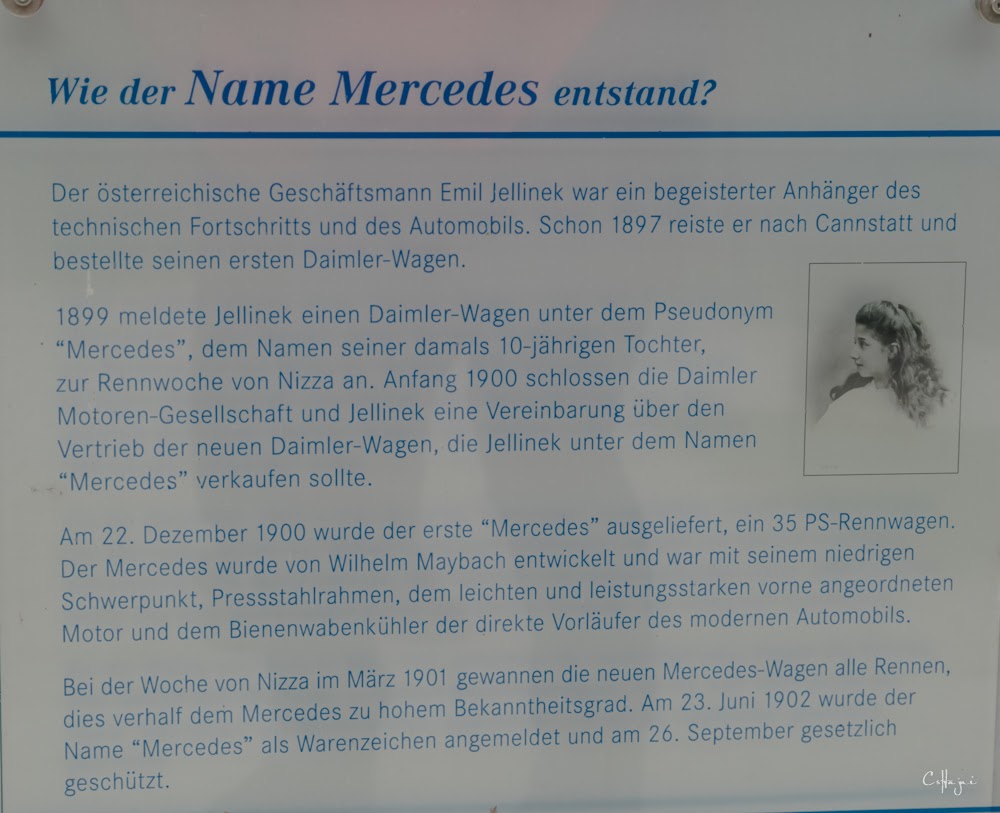 Wie der Name Mercedes entstand?
Der österreichische Geschäftsmann Emil Jellinek war ein begeisterter Anhänger des
technischen Fortschritts und des Automobils. Schon 1897 reiste er nach Cannstatt und
bestellte seinen ersten Daimler-Wagen.
1899 meldete Jellinek einen Daimler-Wagen unter dem Pseudonym
“Mercedes”, dem Namen seiner damals 10-jährigen Tochter,
zur Rennwoche von Nizza an. Anfang 1900 schlossen die Daimler
Motoren-Gesellschaft und Jellinek eine Vereinbarung über den
Vertrieb der neuen Daimler-Wagen, die Jellinek unter dem Namen
“Mercedes” verkaufen sollte.
Am 22. Dezember 1900 wurde der erste “Mercedes” ausgeliefert, ein 35 PS-Rennwagen.
Der Mercedes wurde von Wilhelm Maybach entwickelt und war mit seinem niedrigen
Schwerpunkt, Pressstahlrahmen, dem leichten und leistungsstarken vorne angeordneten
Motor und dem Bienenwabenkühler der direkte Vorläufer des modernen Automobils.
Bei der Woche von Nizza im März 1901 gewannen die neuen Mercedes-Wagen alle Rennen,
dies verhalf dem Mercedes zu hohem Bekanntheitsgrad. Am 23. Juni 1902 wurde der
Name “Mercedes” als Warenzeichen angemeldet und am 26. September gesetzlich
geschützt.